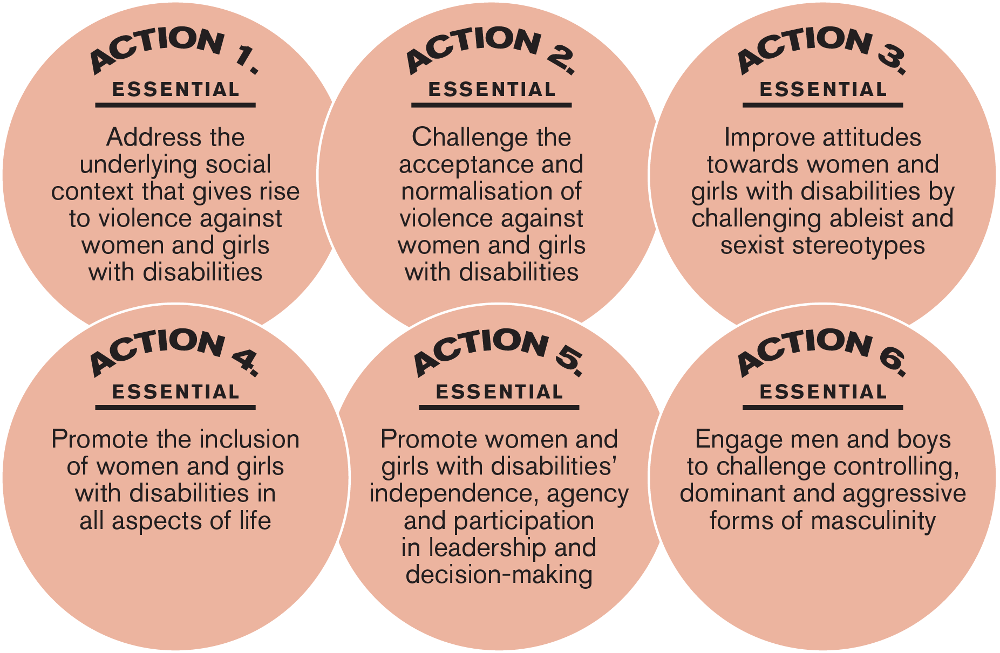 ACTION 1.
ESSENTIAL
Address the
underlying social
context that gives rise
to violence against
women and girls
with disabilities
ACTION 2.
ESSENTIAL
Challenge the
acceptance and
normalisation of
violence against
women and girls
with disabilities
ACTION 3.
ESSENTIAL
Improve attitudes
towards women and
girls with disabilities by
challenging ableist and
sexist stereotypes
ACTION 4.
ESSENTIAL
Promote the inclusion
of women and girls
with disabilities in
all aspects of life
ACTION 5.
ESSENTIAL
Promote women and
girls with disabilities’
independence, agency
and participation
in leadership and
decision-making
ACTION 6.
ESSENTIAL
Engage men and boys
to challenge controlling,
dominant and aggressive
forms of masculinity